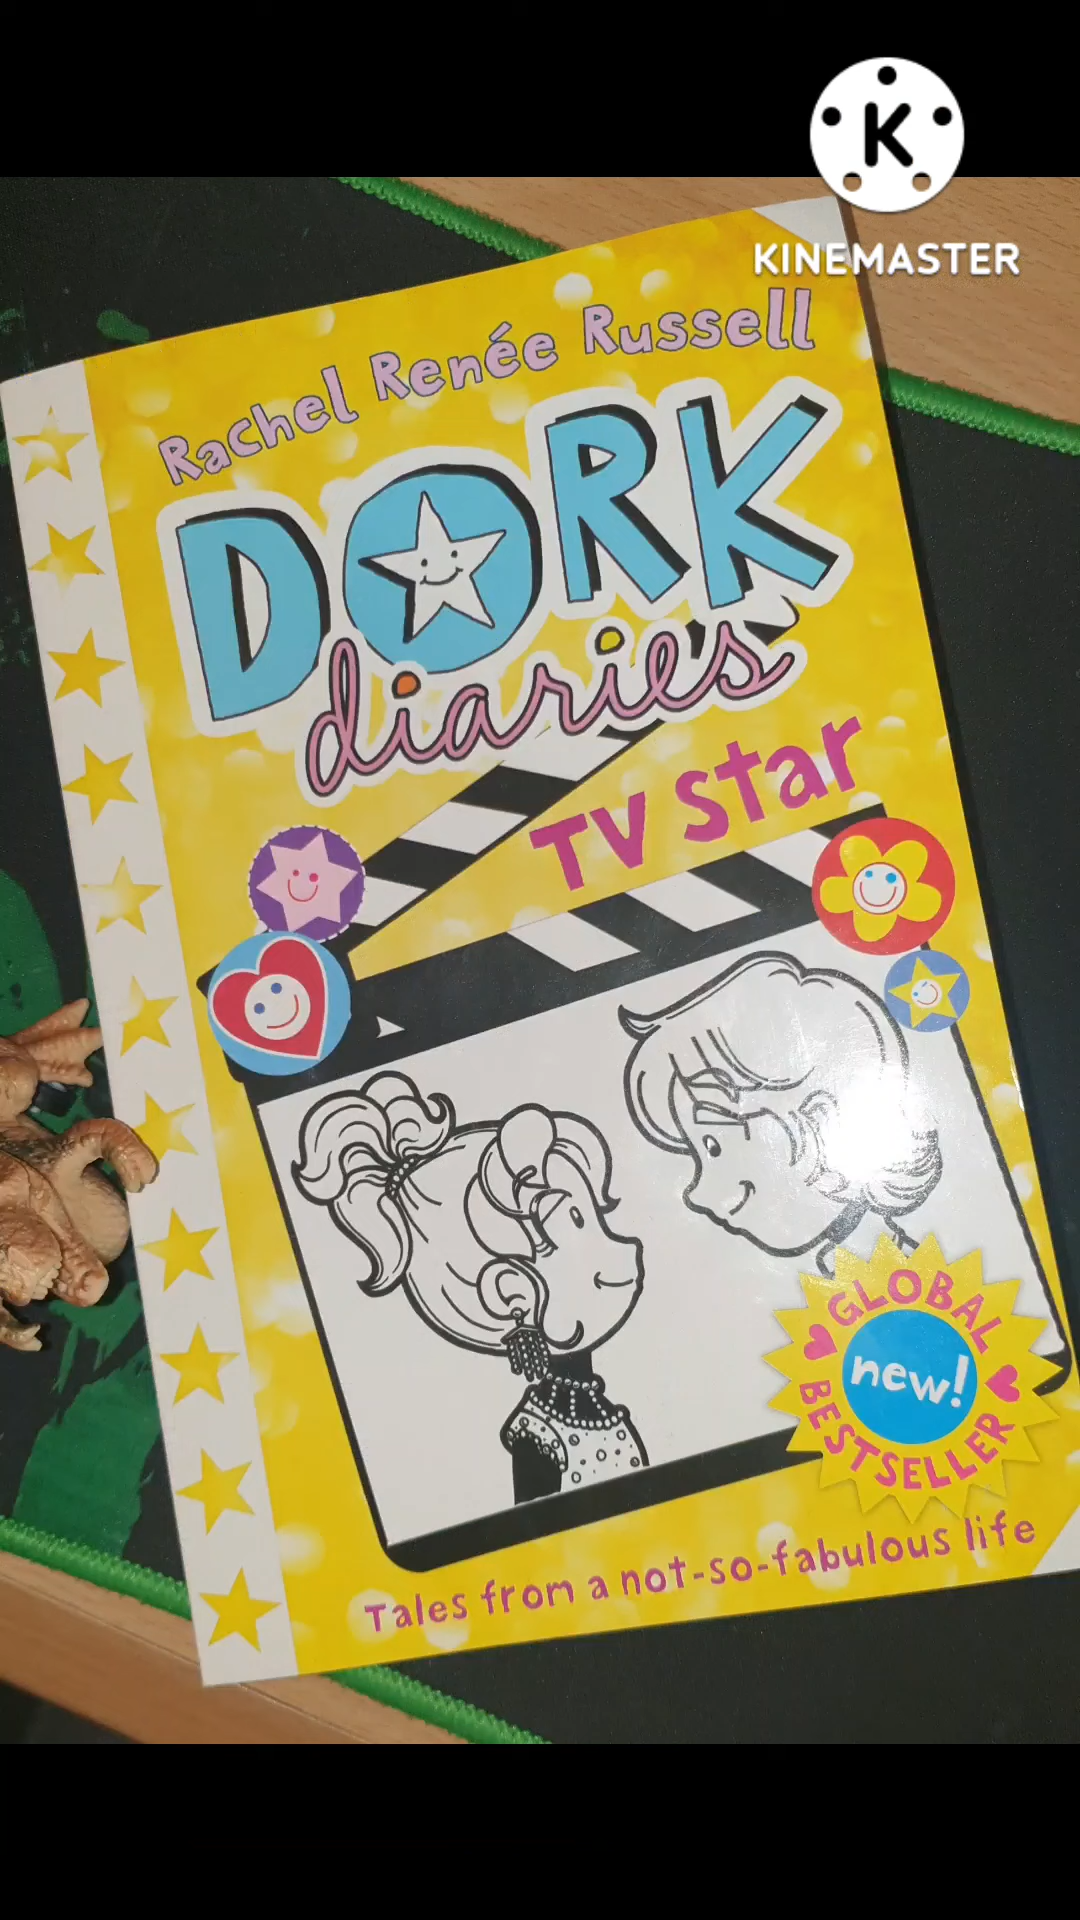 K
KINEMASTER
Rachel Renée Russell
DORK
diaries
TV Star
GLOBAL
new!
BESTSELLER
Tales from a not-so-fabulous life